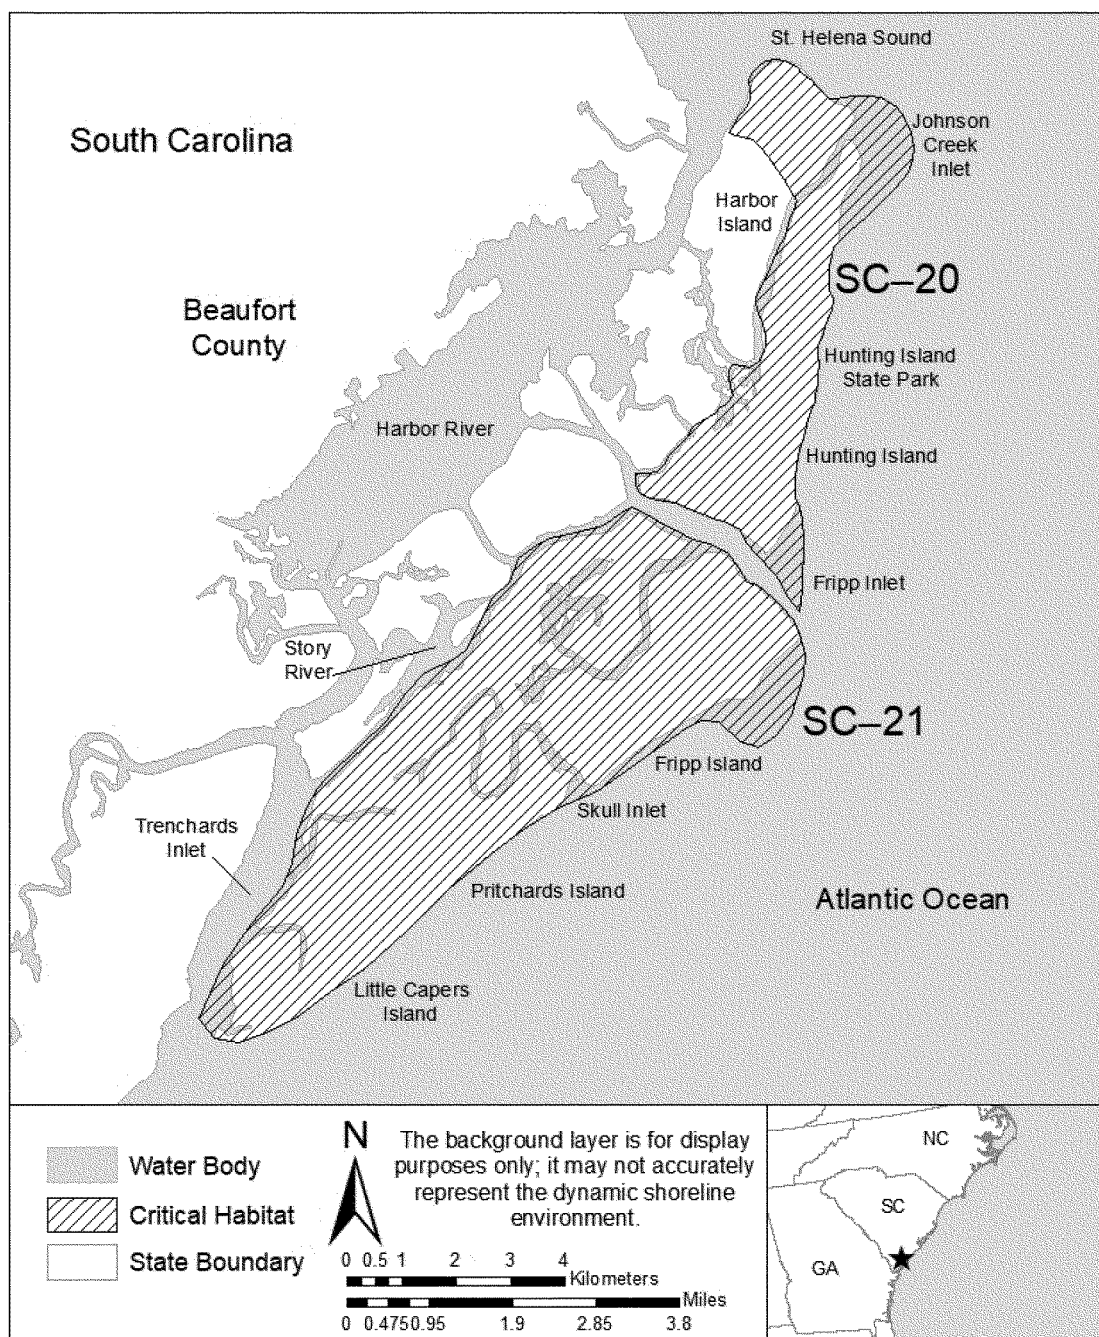 St. Helena Sound
South Carolina
Johnson
Creek
Inlet
Harbor
Island
SC–20
Beaufort
County
Hunting Island
State Park
Harbor River
Hunting Island
Fripp Inlet
Story
River
SC–21
Fripp Island
Skull Inlet
Trenchards
Inlet
Pritchards Island
Atlantic Ocean
Little Capers
Island
Water Body
Critical Habitat
State Boundary
N
The background layer is for display
purposes only; it may not accurately
represent the dynamic shoreline
environment.
0 0.5 1 2 3 4
Kilometers
Miles
0 0.475 0.95 1.9 2.85 3.8
NC
SC
GA